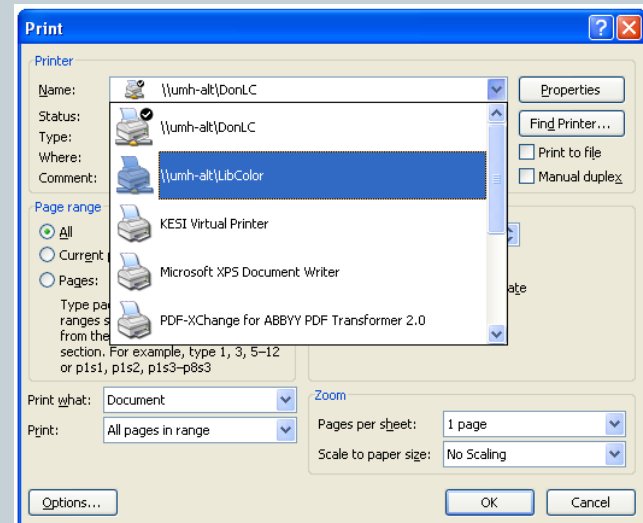 Print
Printer
Name: \\umh-alt\DonLC Properties
Status: \\umh-alt\DonLC Find Printer...
Type:
Where: \\umh-alt\LibColor Print to file
Comment: Manual duplex
Page range
All KESI Virtual Printer
Current
Pages: Microsoft XPS Document Writer
Type
ranges
from the PDF-XChange for ABBYY PDF Transformer 2.0
section. For example, type 1, 3, 5–12
or p1s1, p1s2, p1s3–p8s3
Print what: Document Zoom
Print: All pages in range Pages per sheet: 1 page
Scale to paper size: No Scaling
Options... OK Cancel